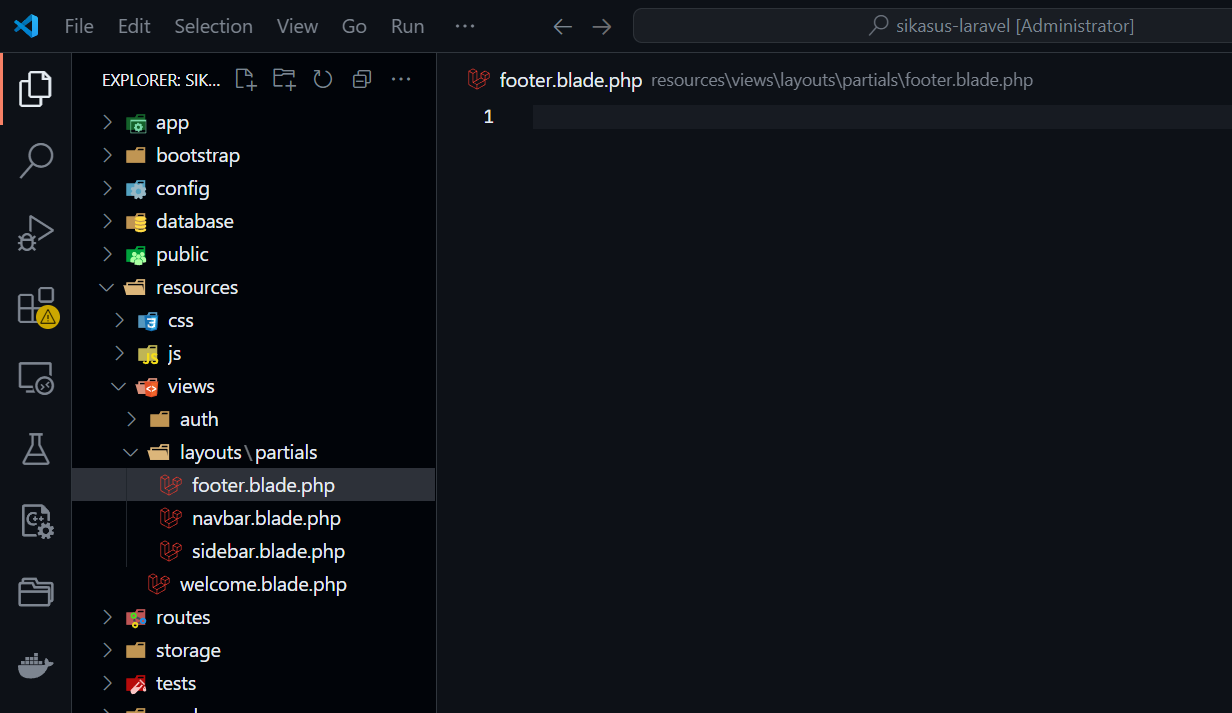 File Edit Selection View Go Run ··· sikasus-laravel [Administrator]
EXPLORER: SIK... ···
app
bootstrap
config
database
public
resources
css
js
views
auth
layouts\partials
footer.blade.php
navbar.blade.php
sidebar.blade.php
welcome.blade.php
routes
storage
tests
footer.blade.php resources\views\layouts\partials\footer.blade.php
1